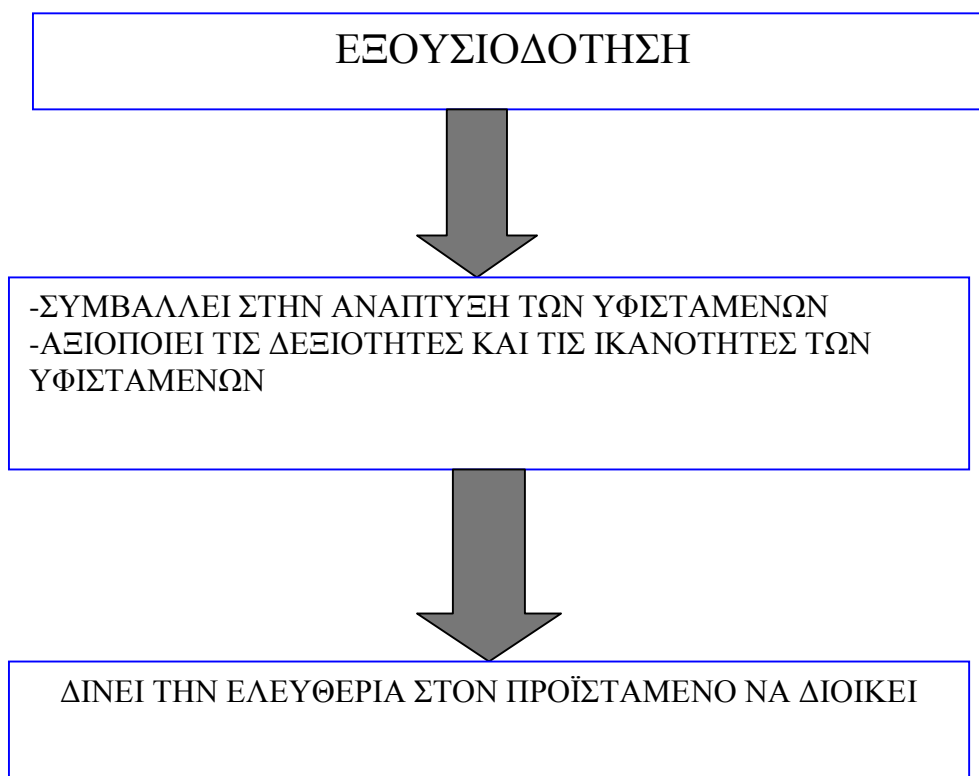 ΕΞΟΥΣΙΟΔΟΤΗΣΗ
-ΣΥΜΒΑΛΛΕΙ ΣΤΗΝ ΑΝΑΠΤΥΞΗ ΤΩΝ ΥΦΙΣΤΑΜΕΝΩΝ
-ΑΞΙΟΠΟΙΕΙ ΤΙΣ ΔΕΞΙΟΤΗΤΕΣ ΚΑΙ ΤΙΣ ΙΚΑΝΟΤΗΤΕΣ ΤΩΝ
ΥΦΙΣΤΑΜΕΝΩΝ
ΔΙΝΕΙ ΤΗΝ ΕΛΕΥΘΕΡΙΑ ΣΤΟΝ ΠΡΟΪΣΤΑΜΕΝΟ ΝΑ ΔΙΟΙΚΕΙ